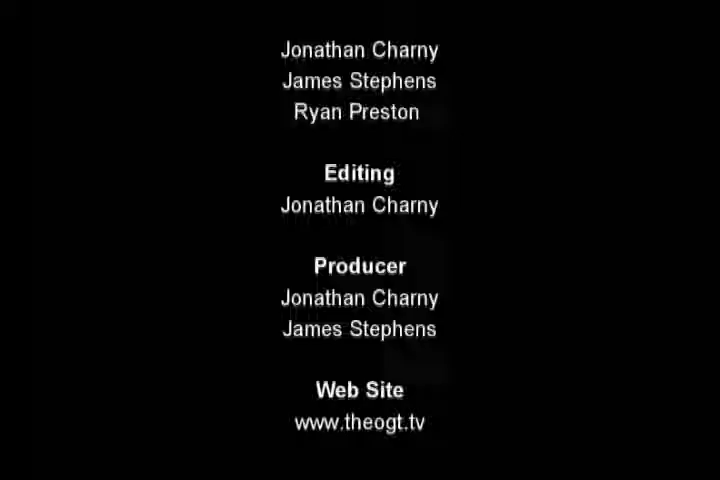 Jonathan Charny
James Stephens
Ryan Preston
Editing
Jonathan Charny
Producer
Jonathan Charny
James Stephens
Web Site
www.theogt.tv